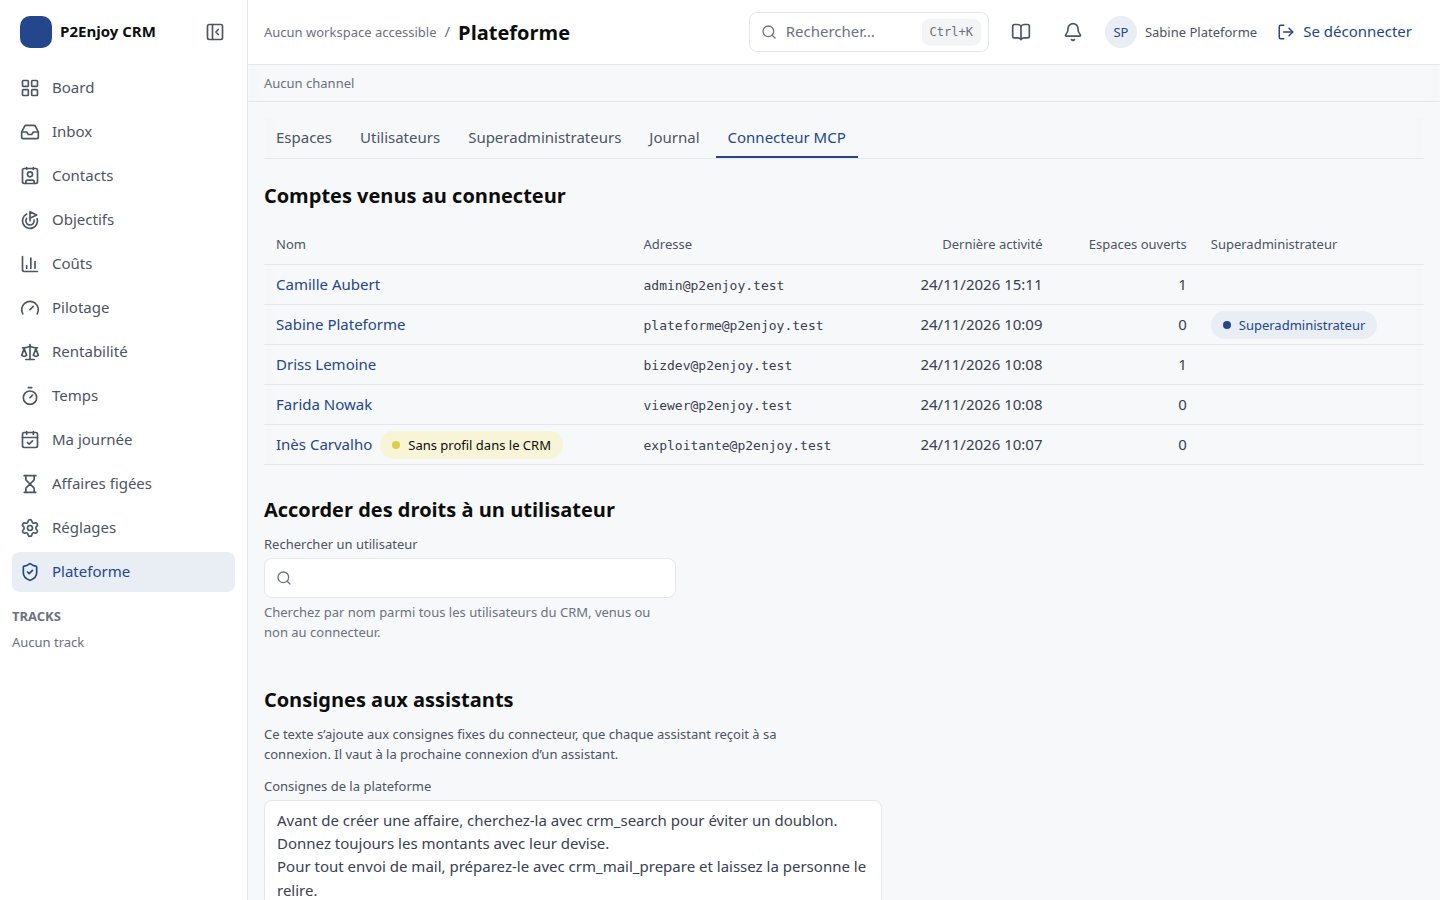 P2Enjoy CRM
Board
Inbox
Contacts
Objectifs
Coûts
Pilotage
Rentabilité
Temps
Ma journée
Affaires figées
Réglages
Plateforme
TRACKS
Aucun track
Aucun workspace accessible / Plateforme
Rechercher... Ctrl+K
SP Sabine Plateforme
Se déconnecter
Aucun channel
Espaces Utilisateurs Superadministrateurs Journal Connecteur MCP
Comptes venus au connecteur
Nom Adresse Dernière activité Espaces ouverts Superadministrateur
Camille Aubert admin@p2enjoy.test 24/11/2026 15:11 1
Sabine Plateforme plateforme@p2enjoy.test 24/11/2026 10:09 0 Superadministrateur
Driss Lemoine bizdev@p2enjoy.test 24/11/2026 10:08 1
Farida Nowak viewer@p2enjoy.test 24/11/2026 10:08 0
Inès Carvalho Sans profil dans le CRM exploitante@p2enjoy.test 24/11/2026 10:07 0
Accorder des droits à un utilisateur
Rechercher un utilisateur
Cherchez par nom parmi tous les utilisateurs du CRM, venus ou
non au connecteur.
Consignes aux assistants
Ce texte s’ajoute aux consignes fixes du connecteur, que chaque assistant reçoit à sa
connexion. Il vaut à la prochaine connexion d’un assistant.
Consignes de la plateforme
Avant de créer une affaire, cherchez-la avec crm_search pour éviter un doublon.
Donnez toujours les montants avec leur devise.
Pour tout envoi de mail, préparez-le avec crm_mail_prepare et laissez la personne le
relire.